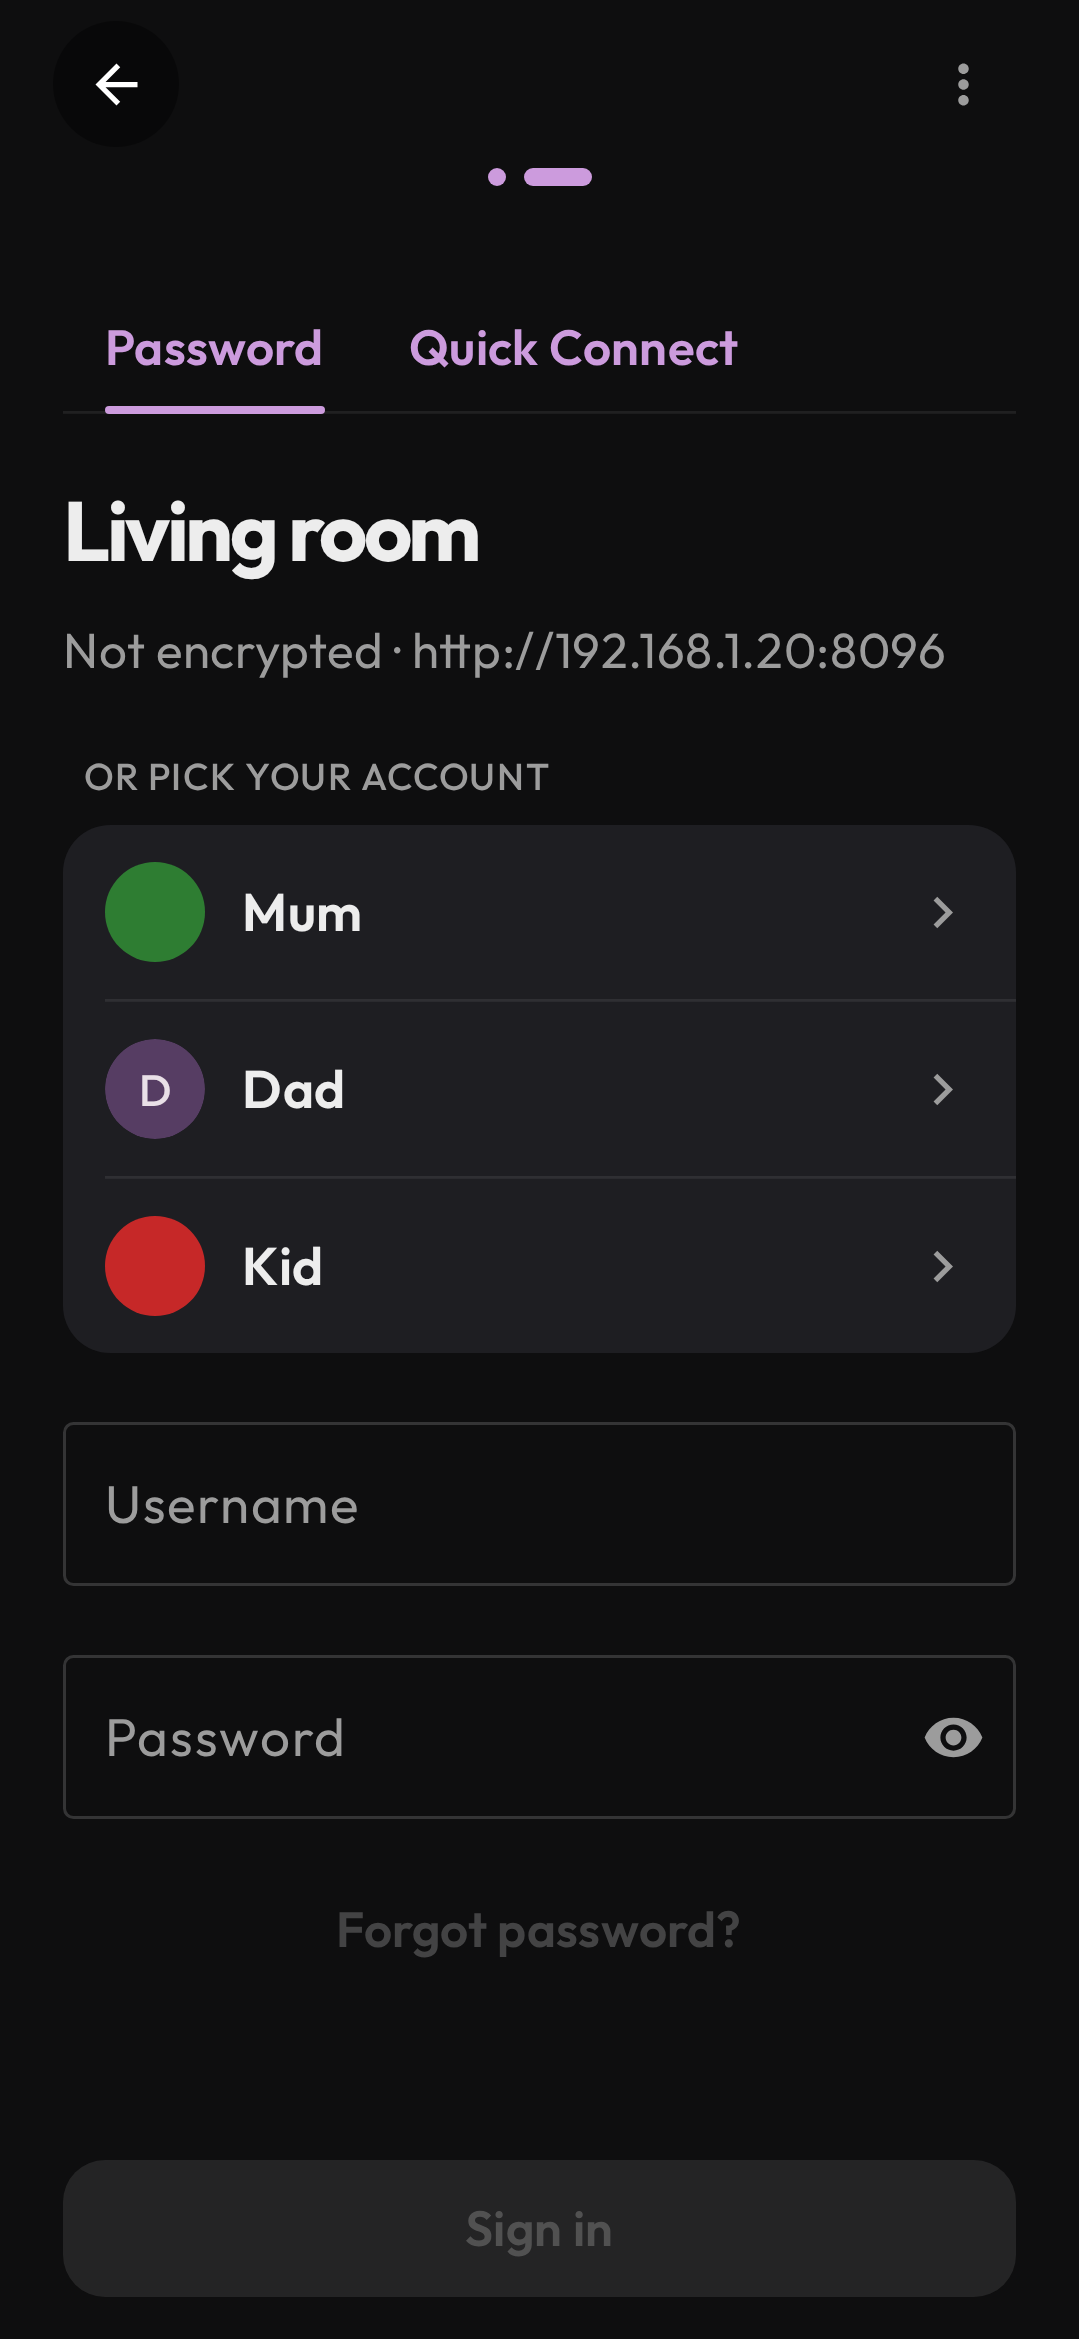 Password
Quick Connect
Living room
Not encrypted · http://192.168.1.20:8096
OR PICK YOUR ACCOUNT
Mum
D
Dad
Kid
Username
Password
Forgot password?
Sign in